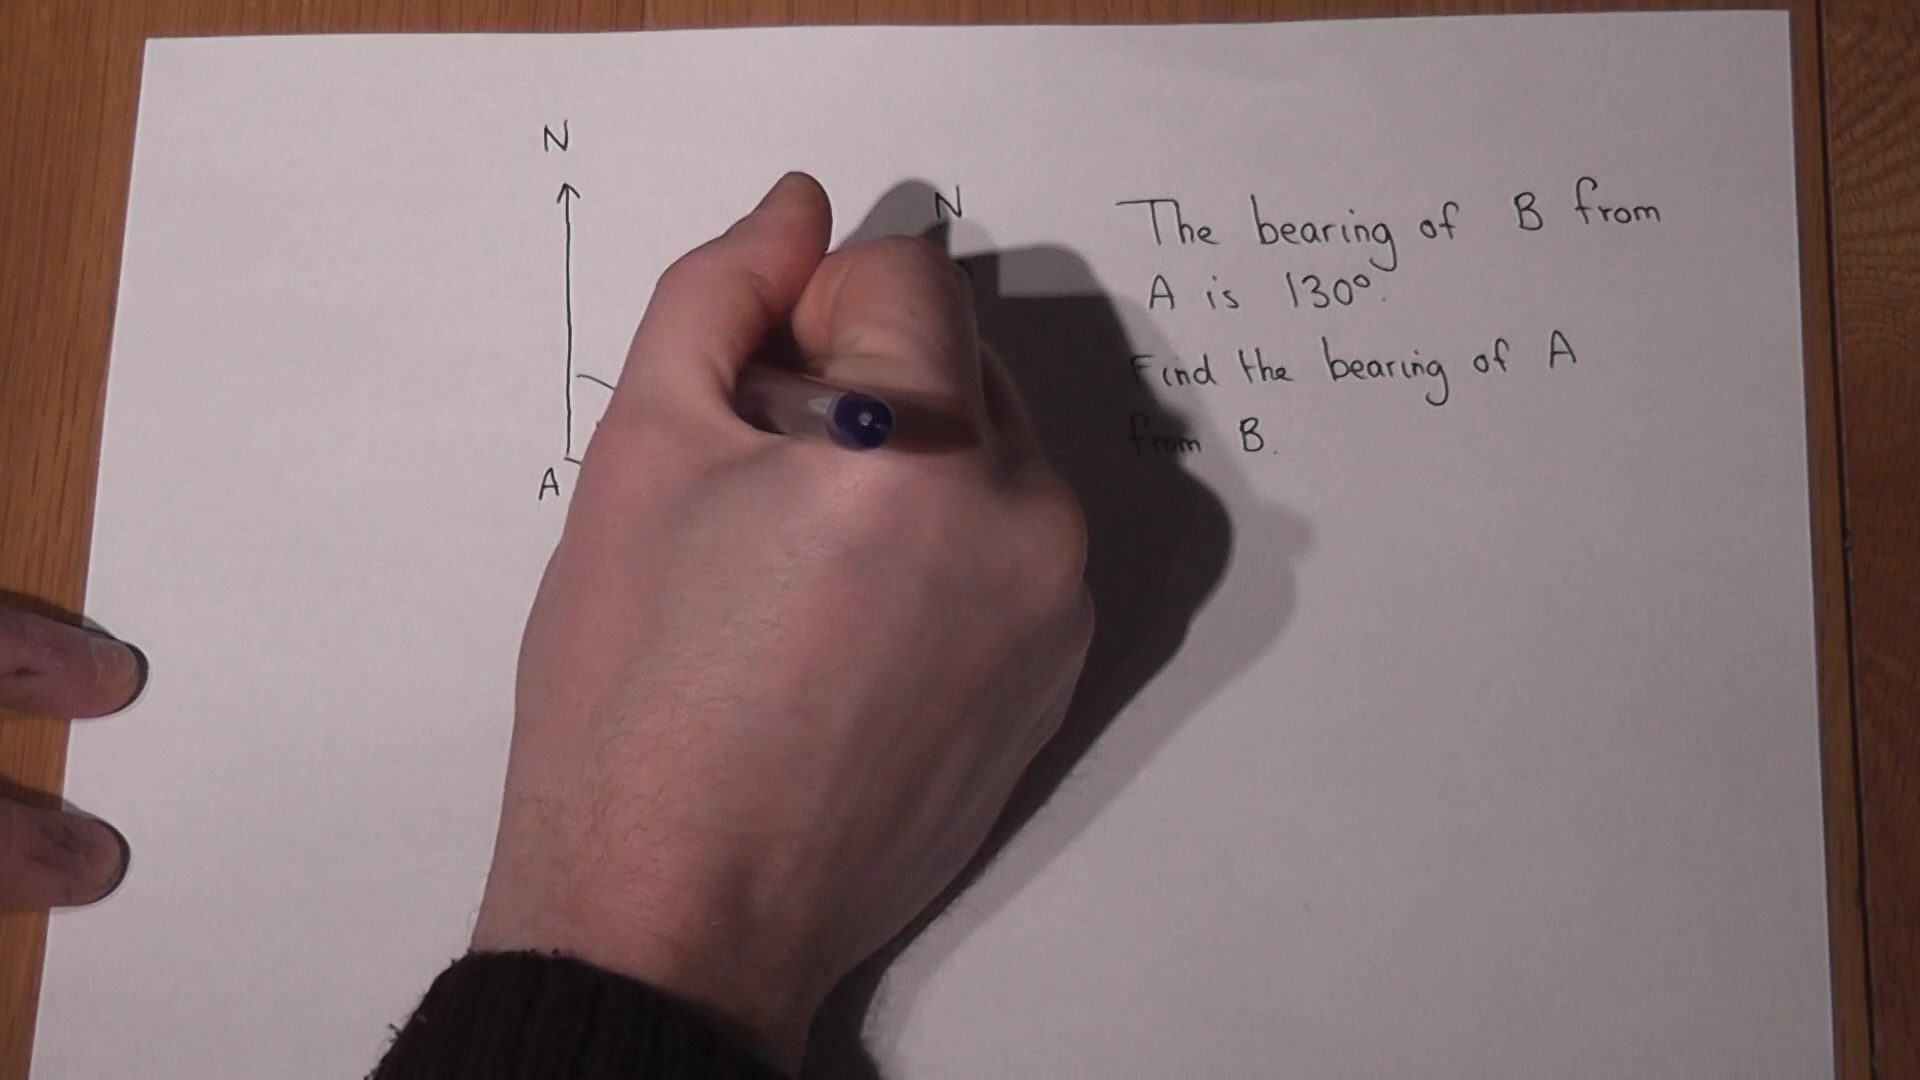 N
N
A
The bearing of B from
A is 130°.
Find the bearing of A
from B.